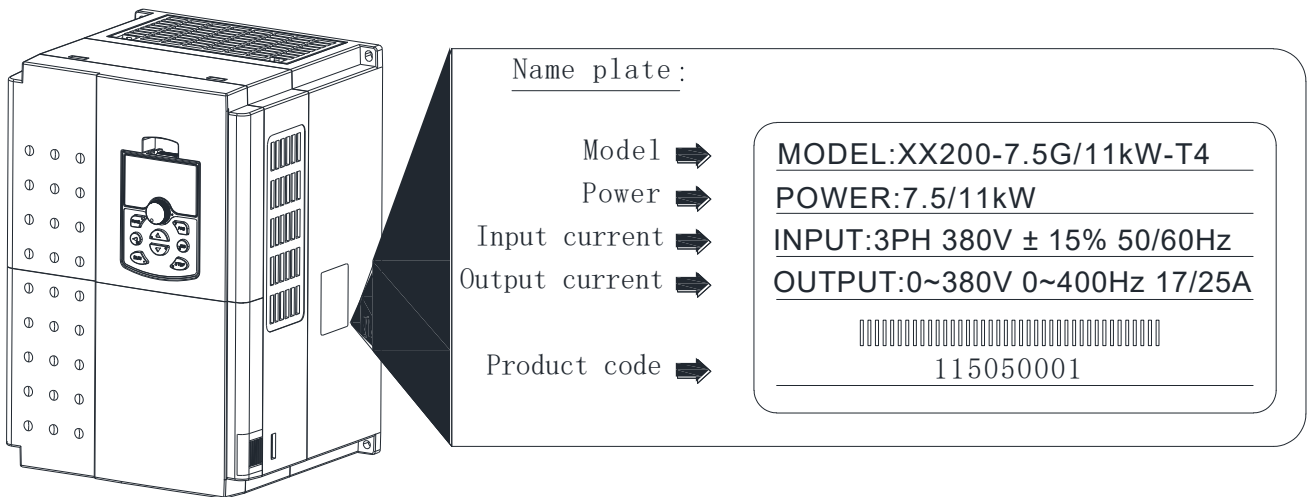 Name plate:
Model MODEL:XX200-7.5G/11kW-T4
Power POWER:7.5/11kW
Input current INPUT:3PH 380V ± 15% 50/60Hz
Output current OUTPUT:0~380V 0~400Hz 17/25A
Product code 115050001